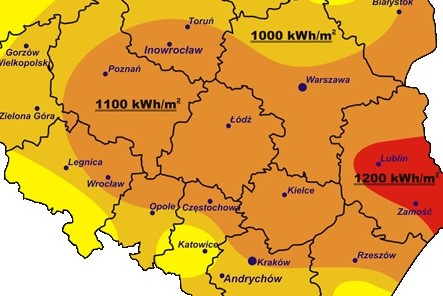 Białystok
Toruń
1000 kWh/m²
Gorzów
Wielkopolski
Inowrocław
Poznań
Warszawa
1100 kWh/m²
Zielona Góra
Łódź
Lublin
Legnica
1200 kWh/m²
Wrocław
Kielce
Opole
Częstochowa
Zamość
Katowice
Kraków
Rzeszów
Andrychów